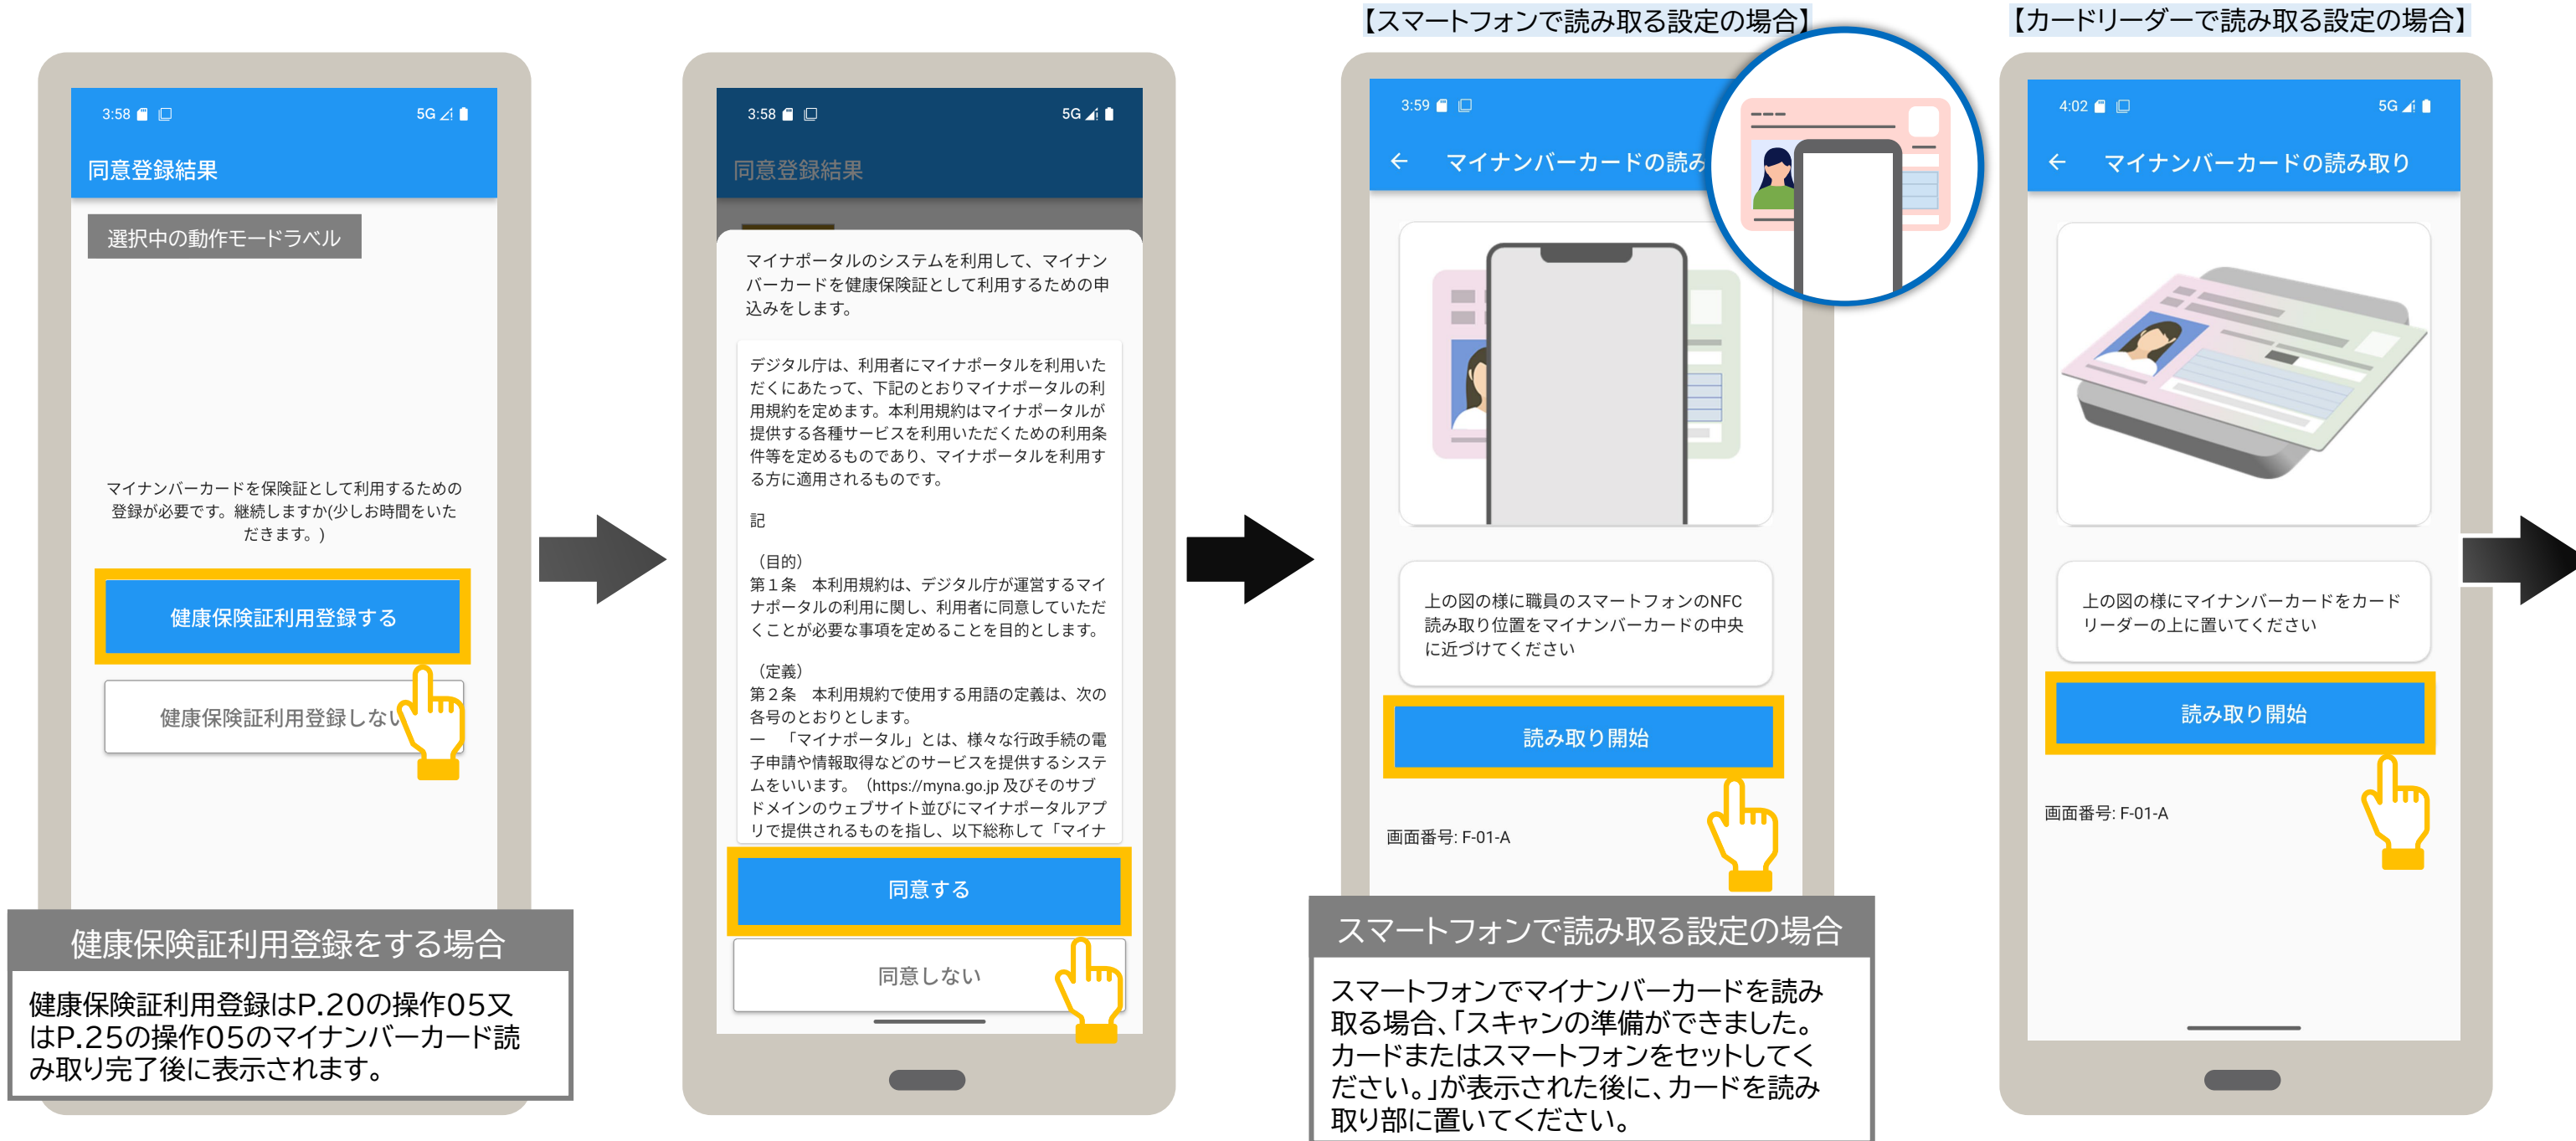 【スマートフォンで読み取る設定の場合】
【カードリーダーで読み取る設定の場合】
3:58
5G
同意登録結果
選択中の動作モードラベル
マイナンバーカードを保険証として利用するための
登録が必要です。継続しますか(少しお時間をいた
だきます。)
健康保険証利用登録する
健康保険証利用登録しない
健康保険証利用登録をする場合
健康保険証利用登録はP.20の操作05又
はP.25の操作05のマイナンバーカード読
み取り完了後に表示されます。
3:58
5G
同意登録結果
マイナポータルのシステムを利用して、マイナン
バーカードを健康保険証として利用するための申
込みをします。
デジタル庁は、利用者にマイナポータルを利用いた
だくにあたって、下記のとおりマイナポータルの利
用規約を定めます。本利用規約はマイナポータルが
提供する各種サービスを利用いただくための利用条
件等を定めるものであり、マイナポータルを利用す
る方に適用されるものです。
記
（目的）
第１条　本利用規約は、デジタル庁が運営するマイ
ナポータルの利用に関し、利用者に同意していただ
くことが必要な事項を定めることを目的とします。
（定義）
第２条　本利用規約で使用する用語の定義は、次の
各号のとおりとします。
一　「マイナポータル」とは、様々な行政手続の電
子申請や情報取得などのサービスを提供するシステ
ムをいいます。（https://myna.go.jp 及びそのサブ
ドメインのウェブサイト並びにマイナポータルアプ
リで提供されるものを指し、以下総称して「マイナ
同意する
同意しない
3:59
← マイナンバーカードの読み
上の図の様に職員のスマートフォンのNFC
読み取り位置をマイナンバーカードの中央
に近づけてください
読み取り開始
画面番号: F-01-A
スマートフォンで読み取る設定の場合
スマートフォンでマイナンバーカードを読み
取る場合、「スキャンの準備ができました。
カードまたはスマートフォンをセットしてく
ださい。」が表示された後に、カードを読み
取り部に置いてください。
4:02
5G
← マイナンバーカードの読み取り
上の図の様にマイナンバーカードをカード
リーダーの上に置いてください
読み取り開始
画面番号: F-01-A